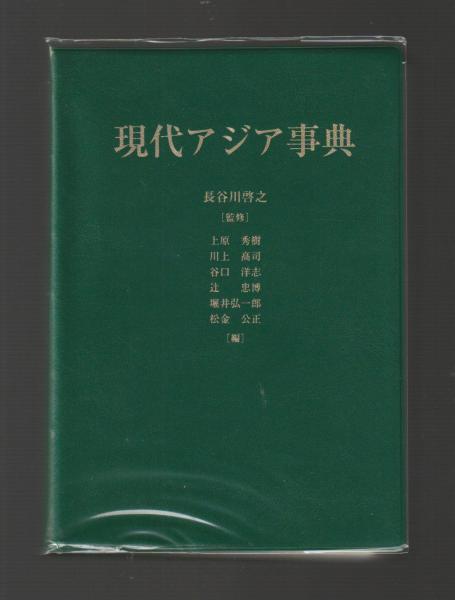 現代アジア事典
長谷川啓之
[監修]
上原　秀樹
川上　高司
谷口　洋志
辻　忠博
堀井弘一郎
松金　公正
[編]